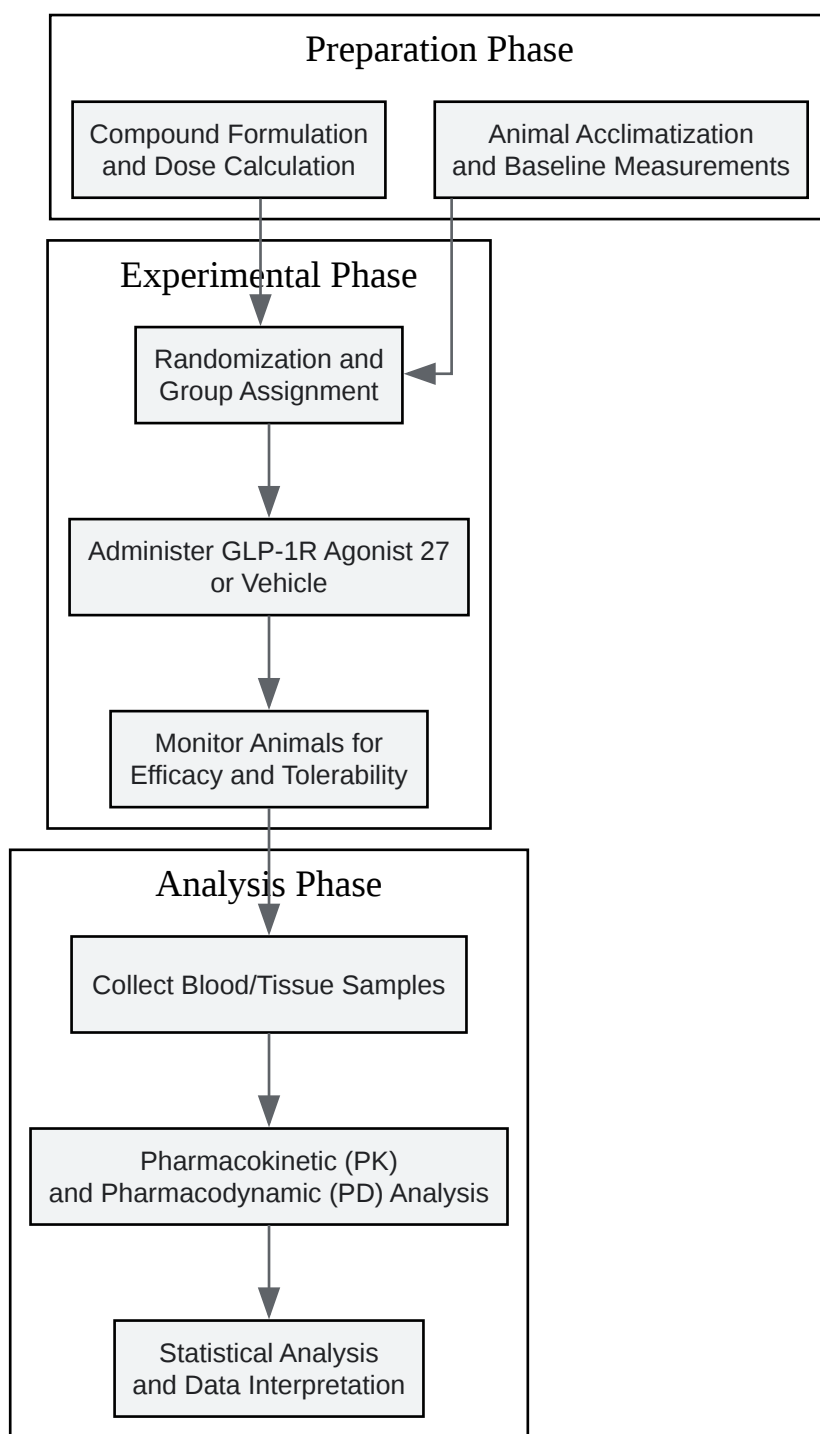 Preparation Phase
Compound Formulation
and Dose Calculation
Animal Acclimatization
and Baseline Measurements
Experimental Phase
Randomization and
Group Assignment
Administer GLP-1R Agonist 27
or Vehicle
Monitor Animals for
Efficacy and Tolerability
Analysis Phase
Collect Blood/Tissue Samples
Pharmacokinetic (PK)
and Pharmacodynamic (PD) Analysis
Statistical Analysis
and Data Interpretation